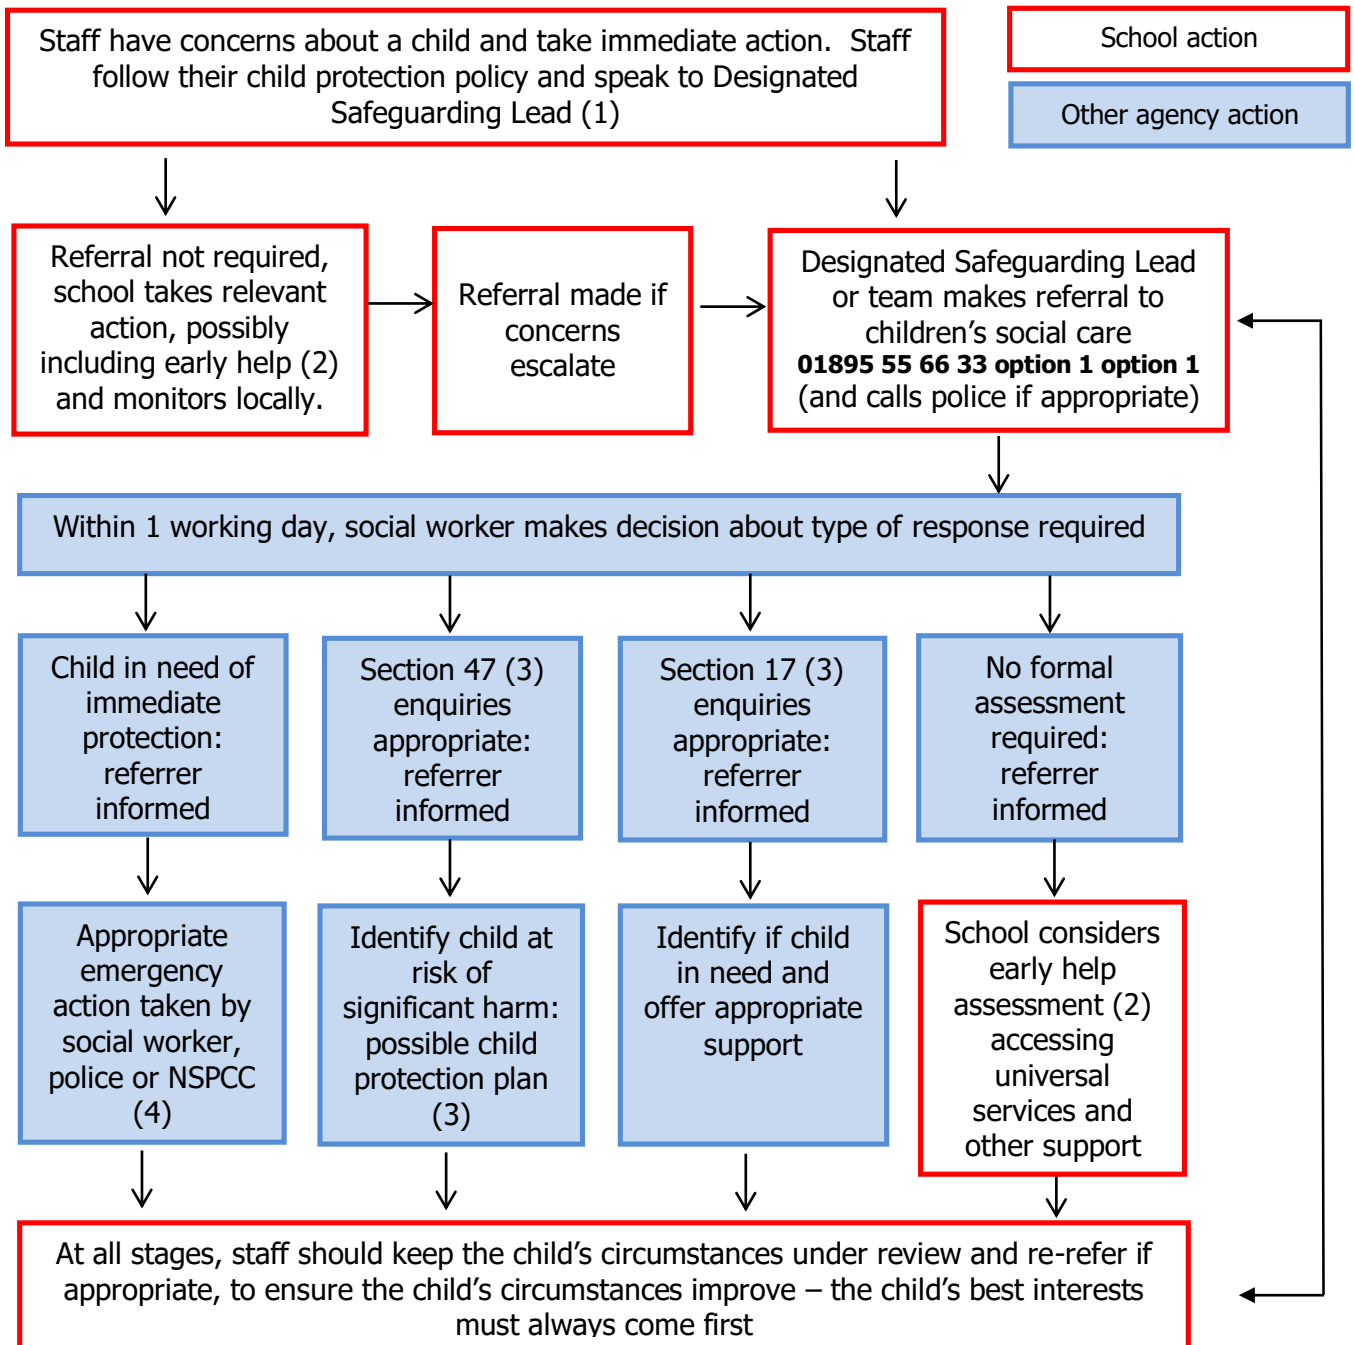 Staff have concerns about a child and take immediate action.  Staff
follow their child protection policy and speak to Designated
Safeguarding Lead (1)
School action
Other agency action
Referral not required,
school takes relevant
action, possibly
including early help (2)
and monitors locally.
Referral made if
concerns
escalate
Designated Safeguarding Lead
or team makes referral to
children’s social care
01895 55 66 33 option 1 option 1
(and calls police if appropriate)
Within 1 working day, social worker makes decision about type of response required
Child in need of
immediate
protection:
referrer
informed
Section 47 (3)
enquiries
appropriate:
referrer
informed
Section 17 (3)
enquiries
appropriate:
referrer
informed
No formal
assessment
required:
referrer
informed
Appropriate
emergency
action taken by
social worker,
police or NSPCC
(4)
Identify child at
risk of
significant harm:
possible child
protection plan
(3)
Identify if child
in need and
offer appropriate
support
School considers
early help
assessment (2)
accessing
universal
services and
other support
At all stages, staff should keep the child’s circumstances under review and re-refer if
appropriate, to ensure the child’s circumstances improve – the child’s best interests
must always come first